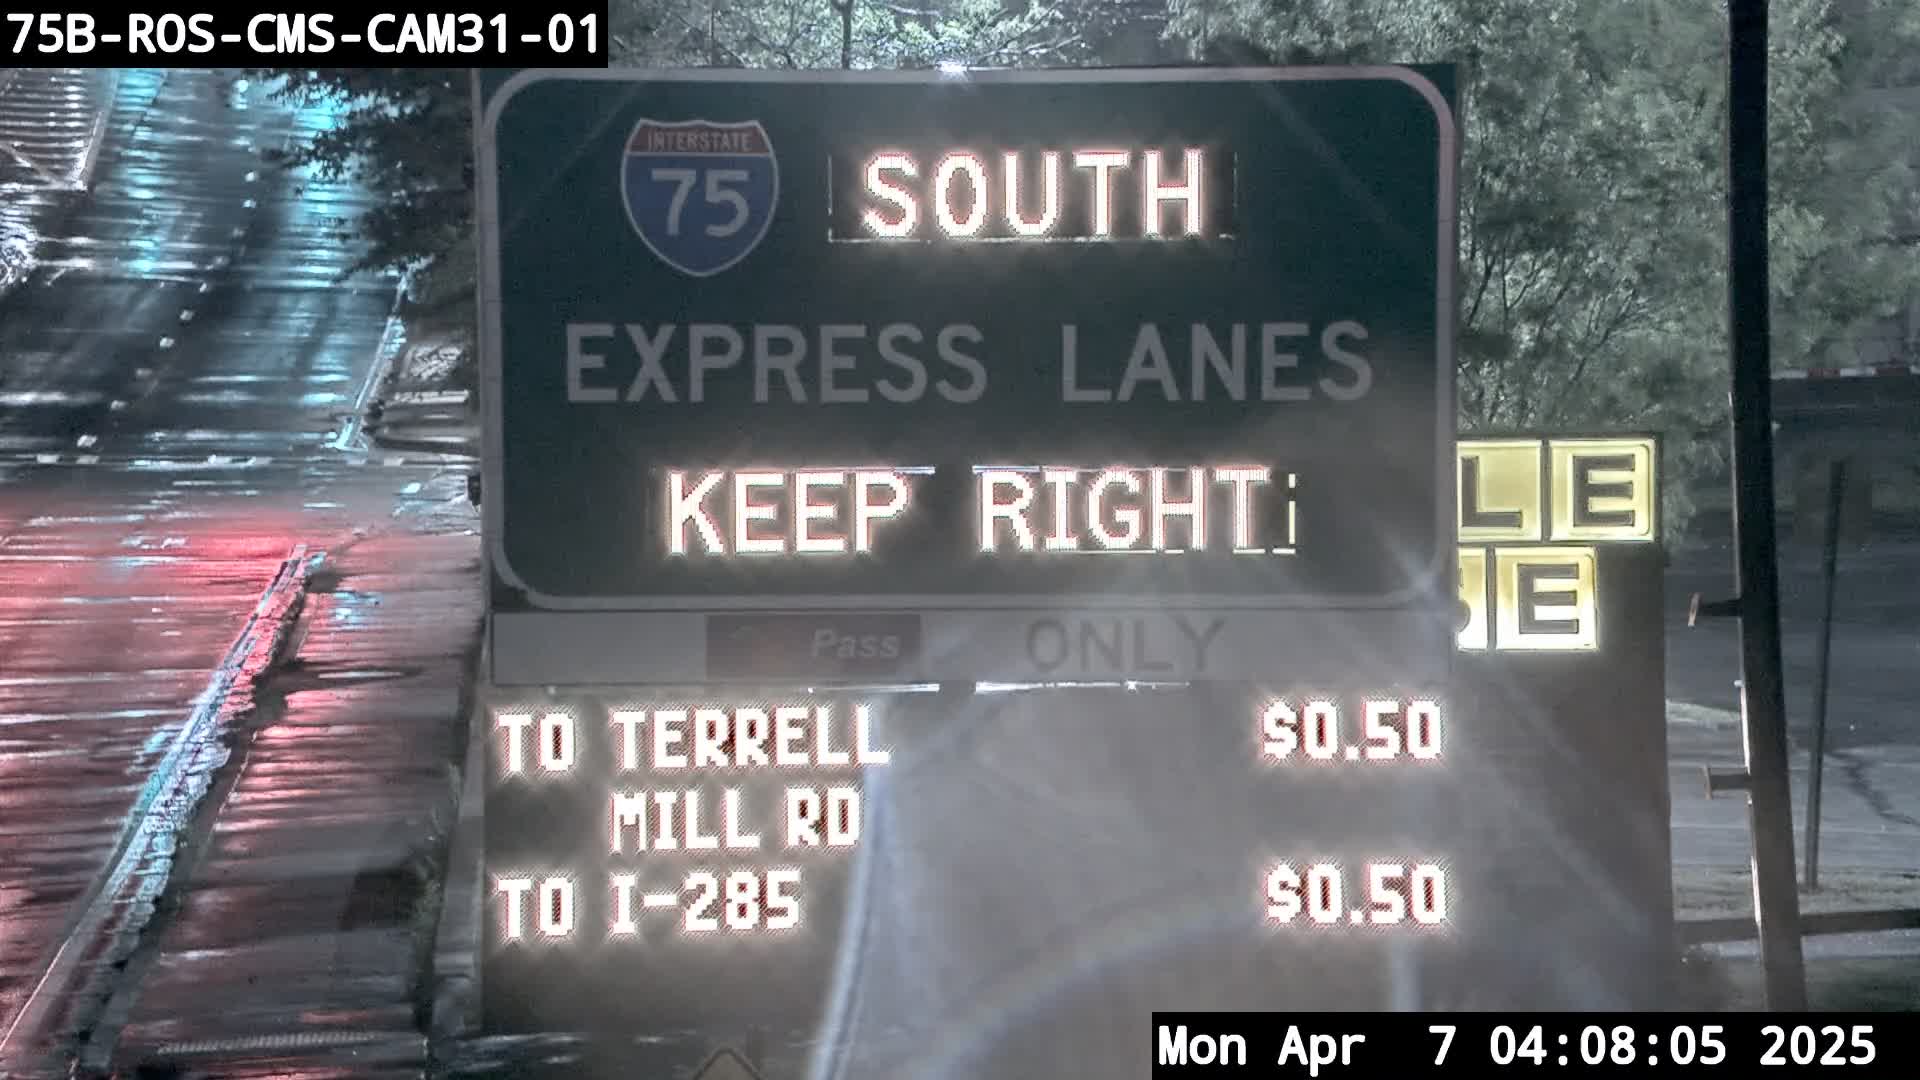 75B-ROS-CMS-CAM31-01
INTERSTATE
75
SOUTH
EXPRESS LANES
KEEP RIGHT
Pass ONLY
TO TERRELL $0.50
MILL RD
TO I-285 $0.50
LE
E
Mon Apr 7 04:08:05 2025